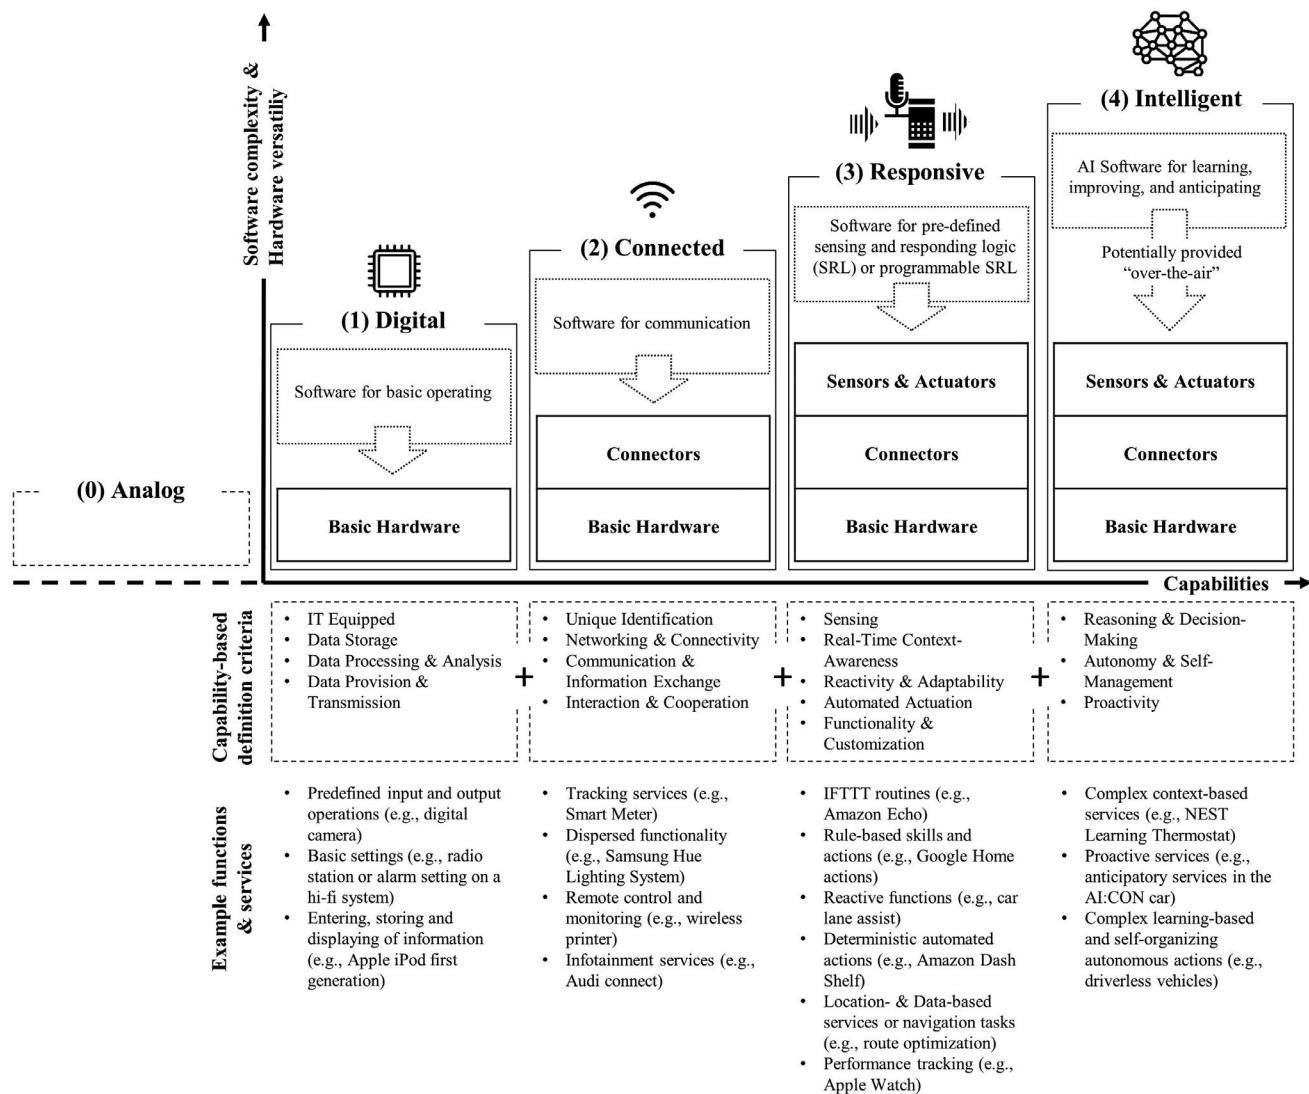 Software complexity &
Hardware versatiliy
(0) Analog
(1) Digital
Software for basic operating
Basic Hardware
(2) Connected
Software for communication
Connectors
Basic Hardware
(3) Responsive
Software for pre-defined
sensing and responding logic
(SRL) or programmable SRL
Sensors & Actuators
Connectors
Basic Hardware
(4) Intelligent
AI Software for learning,
improving, and anticipating
Potentially provided
“over-the-air”
Sensors & Actuators
Connectors
Basic Hardware
Capabilities
Capability-based
definition criteria
• IT Equipped
• Data Storage
• Data Processing & Analysis
• Data Provision &
Transmission
+
• Unique Identification
• Networking & Connectivity
• Communication &
Information Exchange
• Interaction & Cooperation
+
• Sensing
• Real-Time Context-
Awareness
• Reactivity & Adaptability
• Automated Actuation
• Functionality &
Customization
+
• Reasoning & Decision-
Making
• Autonomy & Self-
Management
• Proactivity
Example functions
& services
• Predefined input and output
operations (e.g., digital
camera)
• Basic settings (e.g., radio
station or alarm setting on a
hi-fi system)
• Entering, storing and
displaying of information
(e.g., Apple iPod first
generation)
• Tracking services (e.g.,
Smart Meter)
• Dispersed functionality
(e.g., Samsung Hue
Lighting System)
• Remote control and
monitoring (e.g., wireless
printer)
• Infotainment services (e.g.,
Audi connect)
• IFTTT routines (e.g.,
Amazon Echo)
• Rule-based skills and
actions (e.g., Google Home
actions)
• Reactive functions (e.g., car
lane assist)
• Deterministic automated
actions (e.g., Amazon Dash
Shelf)
• Location- & Data-based
services or navigation tasks
(e.g., route optimization)
• Performance tracking (e.g.,
Apple Watch)
• Complex context-based
services (e.g., NEST
Learning Thermostat)
• Proactive services (e.g.,
anticipatory services in the
AI:CON car)
• Complex learning-based
and self-organizing
autonomous actions (e.g.,
driverless vehicles)